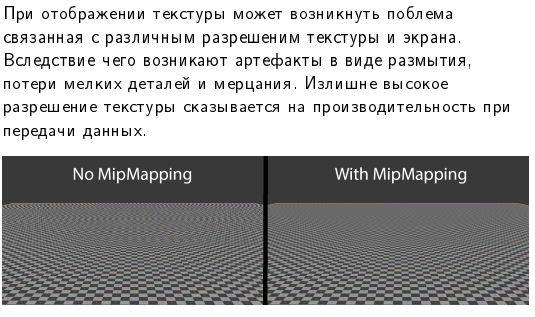 При отображении текстуры может возникнуть поблема
связанная с различным разрешеним текстуры и экрана.
Вследствие чего возникают артефакты в виде размытия,
потери мелких деталей и мерцания. Излишне высокое
разрешение текстуры сказывается на производительность при
передачи данных.
No MipMapping
With MipMapping